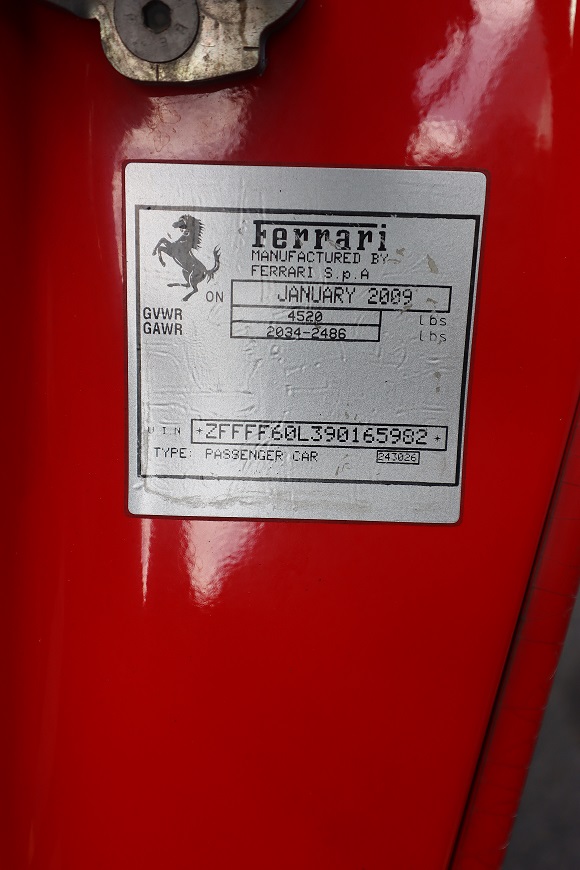 Ferrari
MANUFACTURED BY
FERRARI S.p.A
ON JANUARY 2009
GVWR 4520 lbs
GAWR 2034-2486 lbs
VIN *ZFFFF60L390165982*
TYPE: PASSENGER CAR 243026